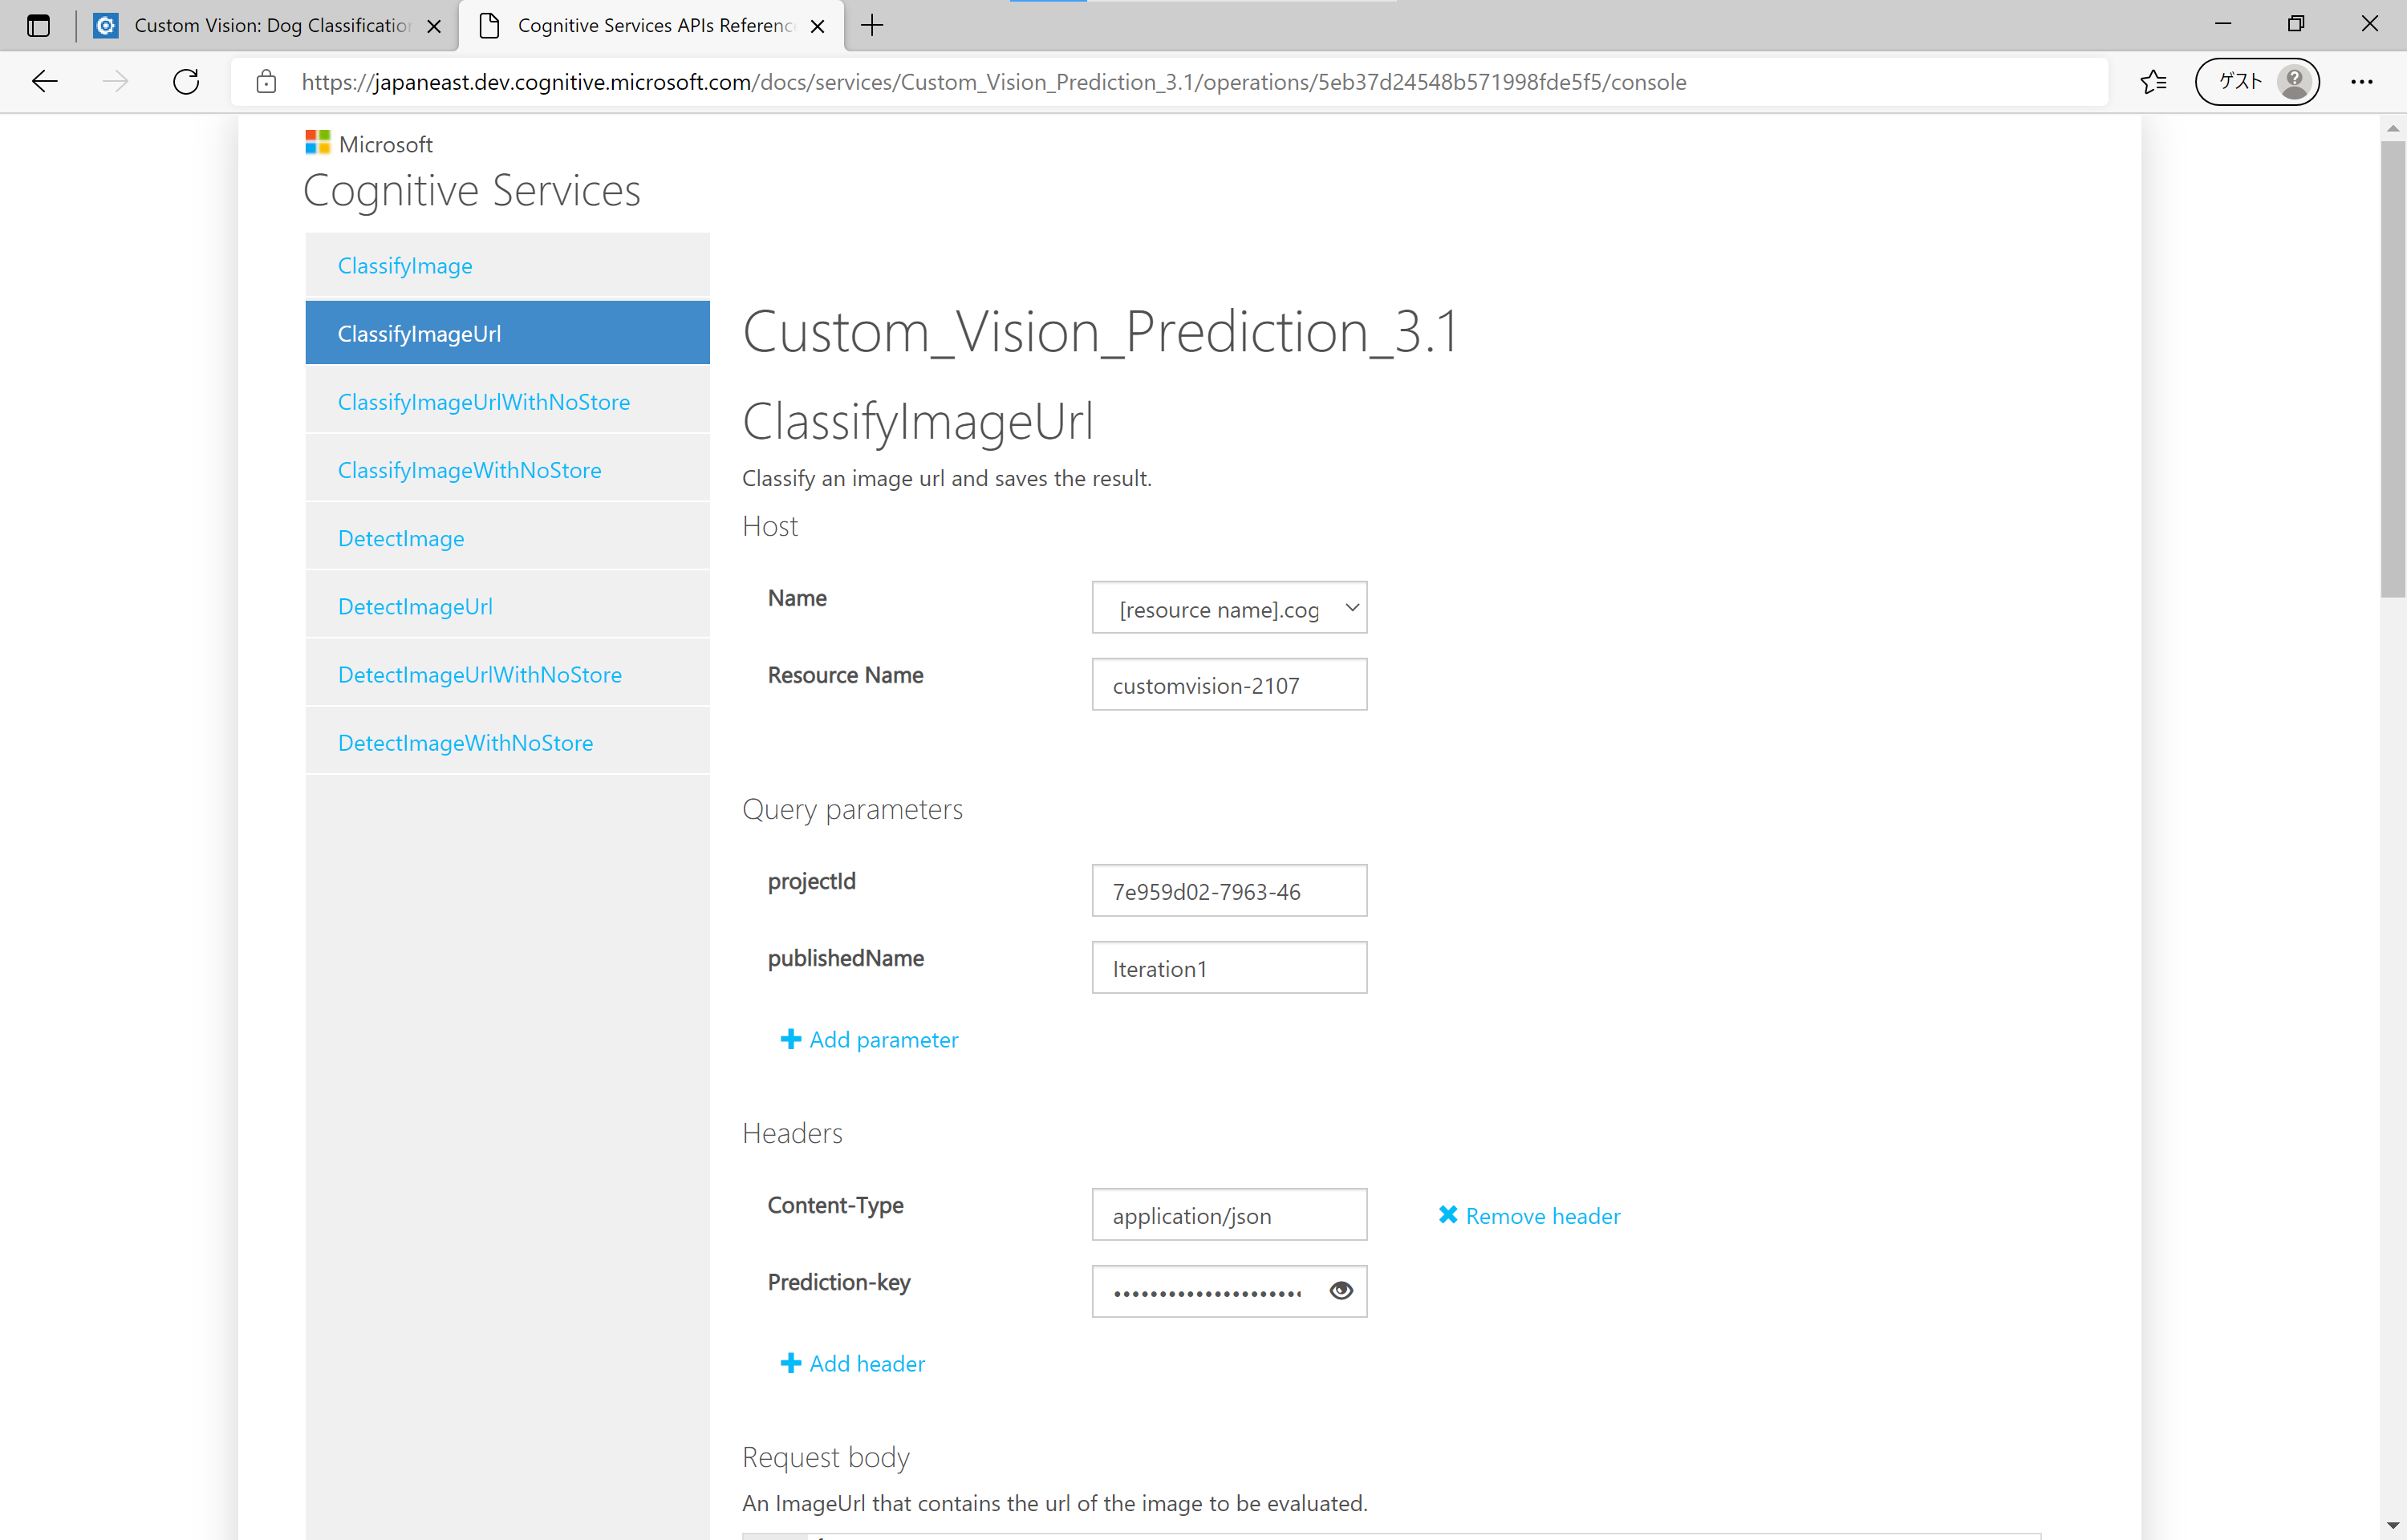 Custom Vision: Dog Classification
Cognitive Services APIs Referenc
https://japaneast.dev.cognitive.microsoft.com/docs/services/Custom_Vision_Prediction_3.1/operations/5eb37d24548b571998fde5f5/console
ゲスト
Microsoft
Cognitive Services
ClassifyImage
ClassifyImageUrl
ClassifyImageUrlWithNoStore
ClassifyImageWithNoStore
DetectImage
DetectImageUrl
DetectImageUrlWithNoStore
DetectImageWithNoStore
Custom_Vision_Prediction_3.1
ClassifyImageUrl
Classify an image url and saves the result.
Host
Name
[resource name].cog
Resource Name
customvision-2107
Query parameters
projectId
7e959d02-7963-46
publishedName
Iteration1
Add parameter
Headers
Content-Type
application/json
Remove header
Prediction-key
Add header
Request body
An ImageUrl that contains the url of the image to be evaluated.